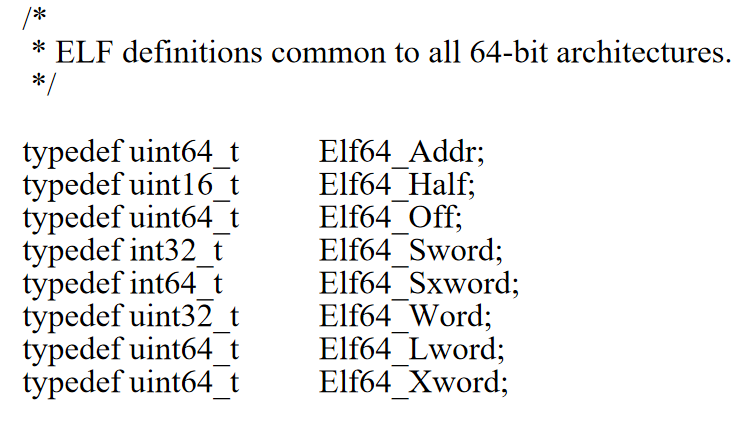 /*
 * ELF definitions common to all 64-bit architectures.
 */
typedef uint64_t Elf64_Addr;
typedef uint16_t Elf64_Half;
typedef uint64_t Elf64_Off;
typedef int32_t Elf64_Sword;
typedef int64_t Elf64_Sxword;
typedef uint32_t Elf64_Word;
typedef uint64_t Elf64_Lword;
typedef uint64_t Elf64_Xword;